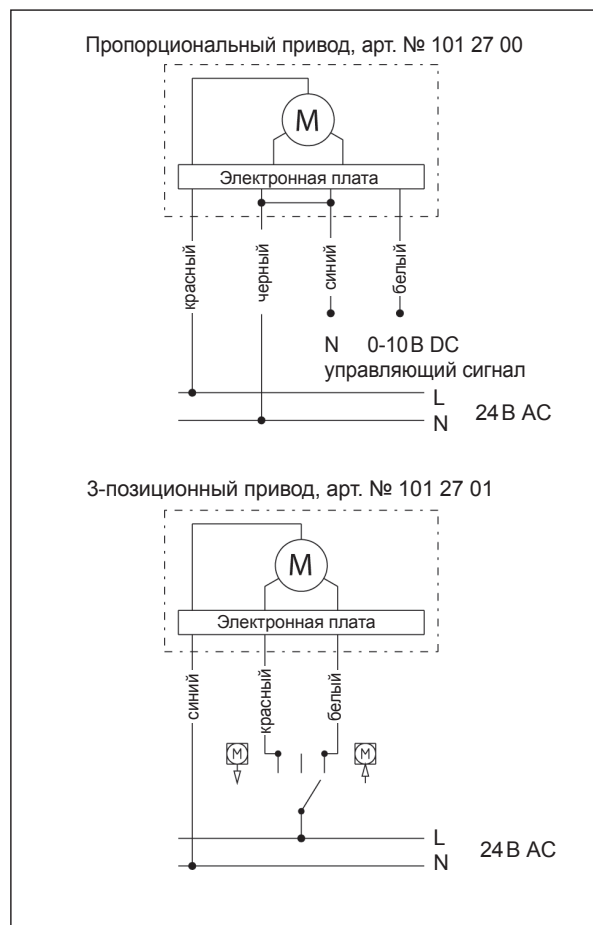 Пропорциональный привод, арт. № 101 27 00
M
Электронная плата
красный
черный
синий
белый
N 0-10 В DC
управляющий сигнал
L
N
24 В AC
3-позиционный привод, арт. № 101 27 01
M
Электронная плата
синий
красный
белый
M
M
L
N
24 В AC